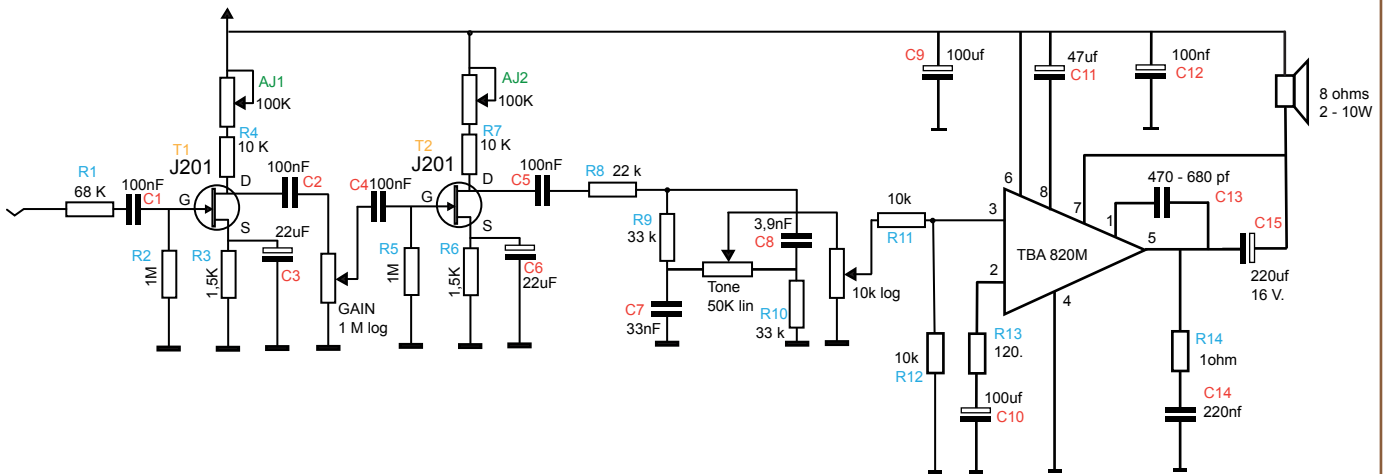 AJ1
100K
R4
10 K
T1
J201
R1
68 K
100nF
C1
D
G
S
100nF
C2
R2
1M
R3
1,5K
22uF
C3
GAIN
1 M log
C4
100nF
AJ2
100K
R7
10 K
T2
J201
D
G
S
R5
1M
R6
1,5K
C6
22uF
100nF
C5
R8
22 k
R9
33 k
3,9nF
C8
Tone
50K lin
C7
33nF
R10
33 k
10k log
10k
R11
10k
R12
C9
100uf
47uf
C11
100nf
C12
8 ohms
2 - 10W
6
8
7
1
3
2
5
4
TBA 820M
470 - 680 pf
C13
C15
220uf
16 V.
R13
120.
100uf
C10
R14
1ohm
C14
220nf